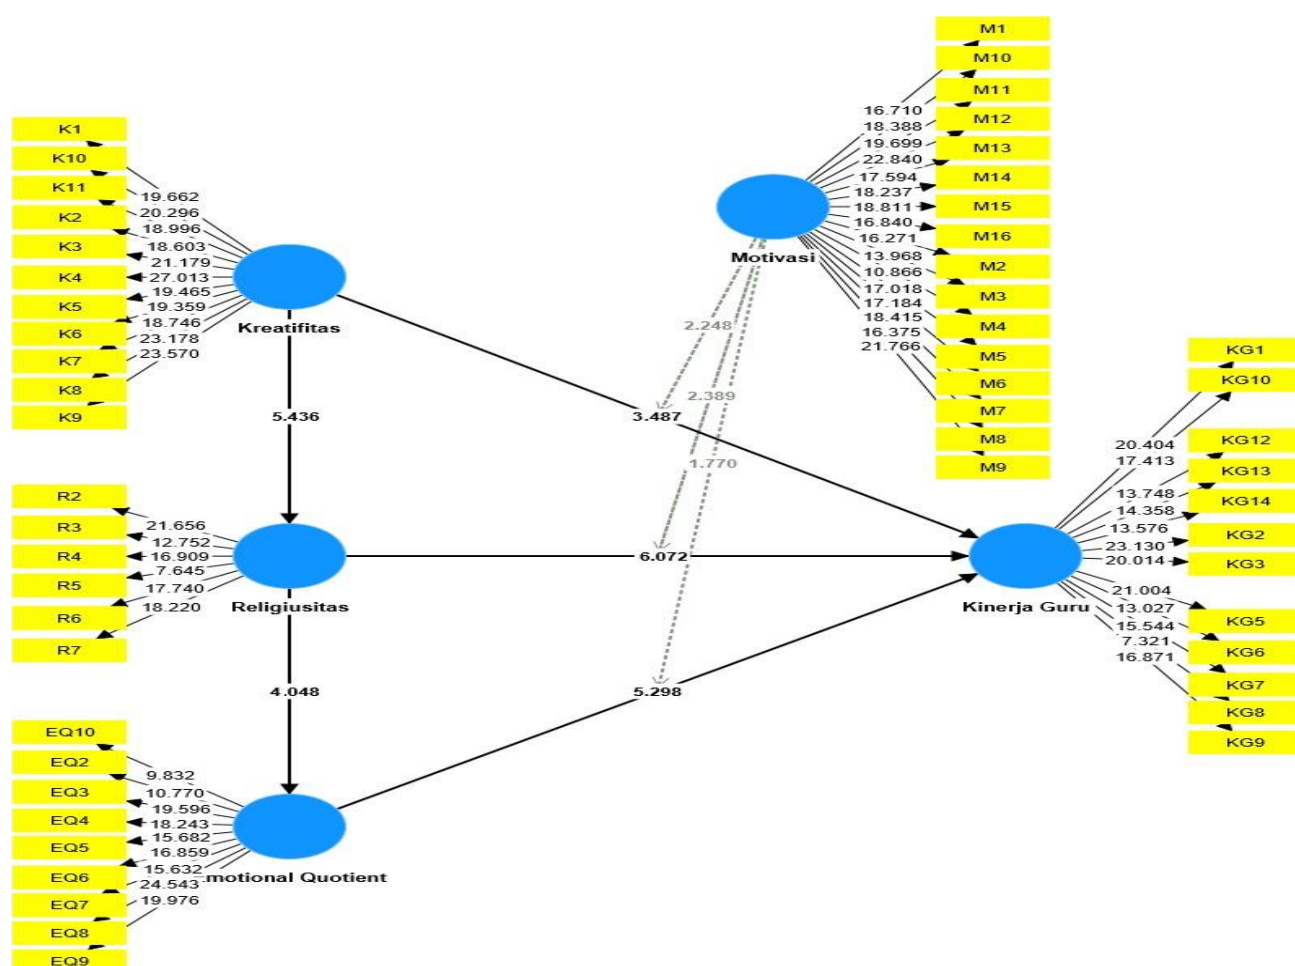 M1
M10
M11
M12
M13
M14
M15
M16
M2
M3
M4
M5
M6
M7
M8
M9
16.710
18.388
19.699
22.840
17.594
18.237
18.811
16.840
16.271
13.968
10.866
17.018
17.184
18.415
16.375
21.766
Motivasi
K1
K10
K11
K2
K3
K4
K5
K6
K7
K8
K9
19.662
20.296
18.996
18.603
21.179
27.013
19.465
19.359
18.746
23.178
23.570
Kreatifitas
2.248
2.389
1.770
5.436
3.487
6.072
4.048
5.298
R2
R3
R4
R5
R6
R7
21.656
12.752
16.909
7.645
17.740
18.220
Religiusitas
KG1
KG10
KG12
KG13
KG14
KG2
KG3
KG5
KG6
KG7
KG8
KG9
20.404
17.413
13.748
14.358
13.576
23.130
20.014
21.004
13.027
15.544
7.321
16.871
Kinerja Guru
EQ10
EQ2
EQ3
EQ4
EQ5
EQ6
EQ7
EQ8
EQ9
9.832
10.770
19.596
18.243
15.682
16.859
15.632
24.543
19.976
motional Quotient